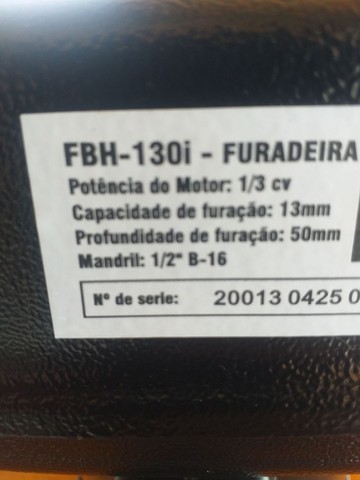 FBH-130i - FURADEIRA
Potência do Motor: 1/3 cv
Capacidade de furação: 13mm
Profundidade de furação: 50mm
Mandril: 1/2" B-16
Nº de serie: 20013 0425 0